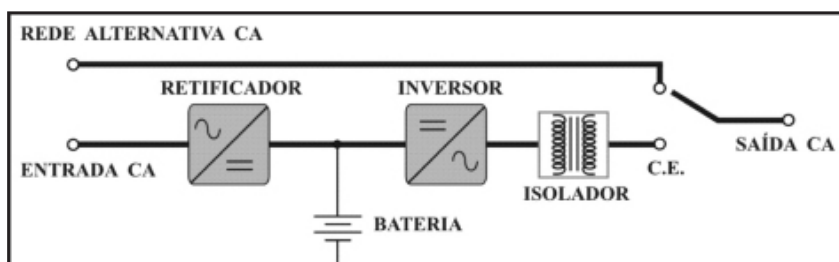 REDE ALTERNATIVA CA
RETIFICADOR
INVERSOR
ENTRADA CA
SAÍDA CA
C.E.
ISOLADOR
BATERIA